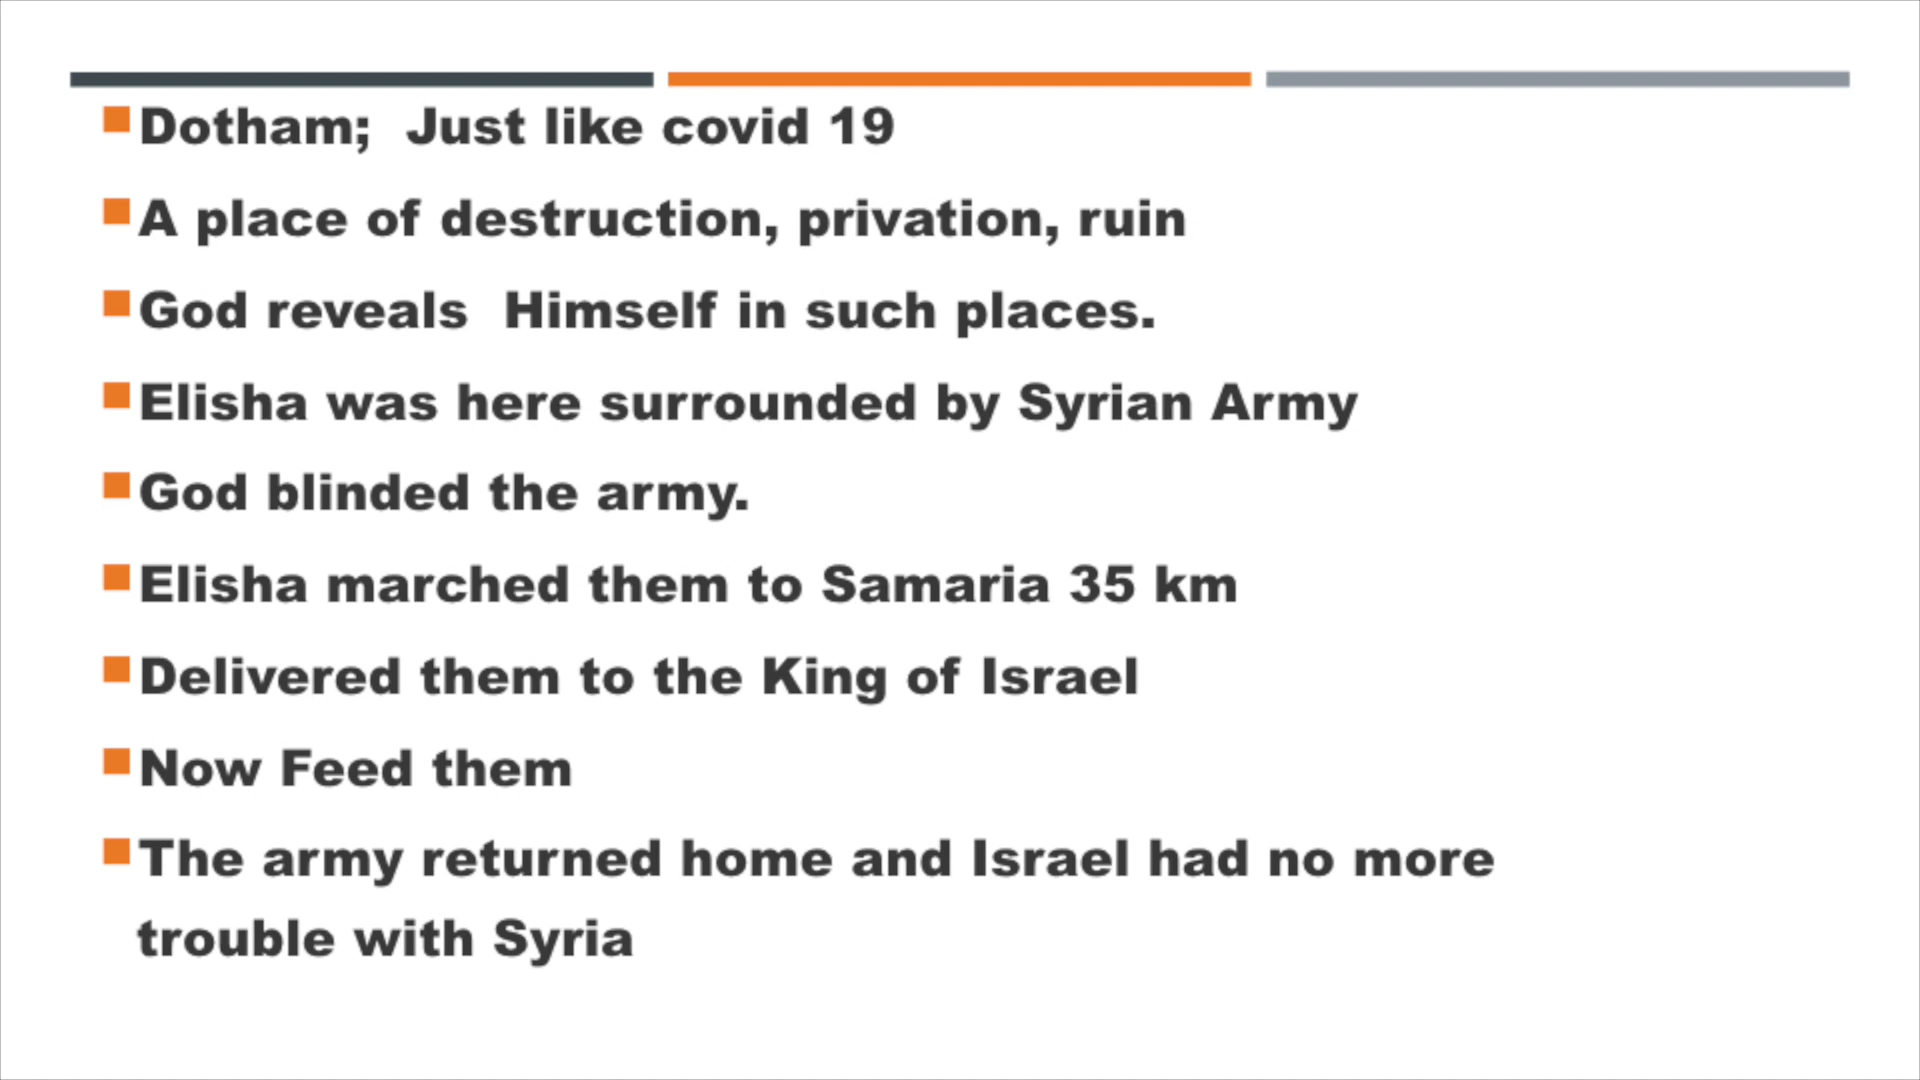 Dotham;  Just like covid 19
A place of destruction, privation, ruin
God reveals  Himself in such places.
Elisha was here surrounded by Syrian Army
God blinded the army.
Elisha marched them to Samaria 35 km
Delivered them to the King of Israel
Now Feed them
The army returned home and Israel had no more
trouble with Syria